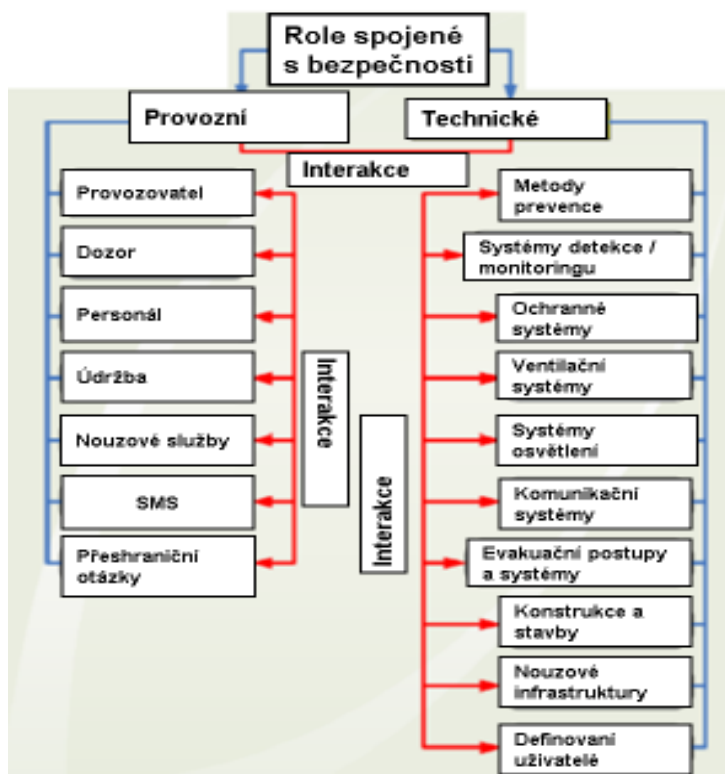 Role spojené
s bezpečnosti
Provozní
Technické
Interakce
Provozovatel
Dozor
Personál
Údržba
Nouzové služby
SMS
Přeshraniční
otázky
Interakce
Interakce
Metody
prevence
Systémy detekce /
monitoringu
Ochranné
systémy
Ventilační
systémy
Systémy
osvětlení
Komunikační
systémy
Evakuační postupy
a systémy
Konstrukce a
stavby
Nouzové
infrastruktury
Definovaní
uživatelé